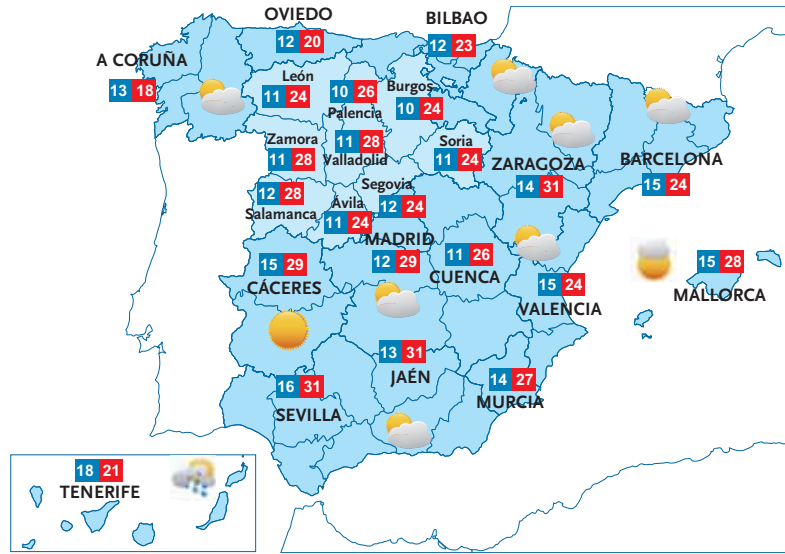 OVIEDO
12 20
BILBAO
12 23
A CORUÑA
13 18
León
11 24
10 26
Palencia
Burgos
10 24
Zamora
11 28
11 28
Valladolid
Soria
11 24
ZARAGOZA
14 31
BARCELONA
15 24
12 28
Salamanca
Ávila
11 24
Segovia
12 24
MADRID
12 29
11 26
CUENCA
15 29
CÁCERES
15 24
VALENCIA
15 28
MALLORCA
13 31
JAÉN
14 27
MURCIA
16 31
SEVILLA
18 21
TENERIFE